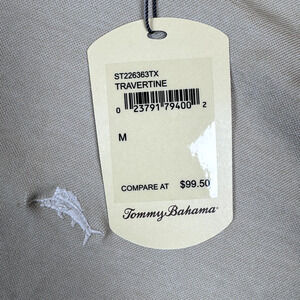 ST226363TX
TRAVERTINE
0 23791 79400 2
M
COMPARE AT $99.50
Tommy Bahama